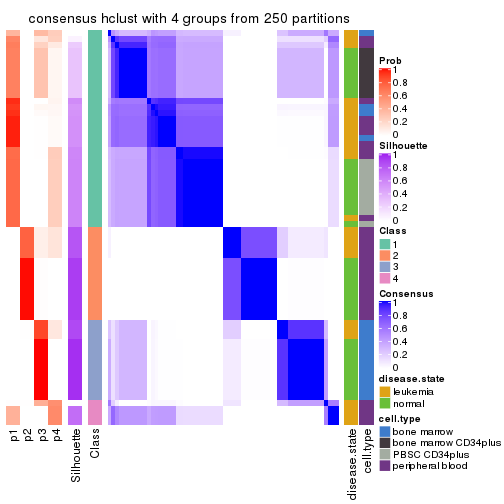 consensus hclust with 4 groups from 250 partitions
Prob
1
0.8
0.6
0.4
0.2
0
Silhouette
1
0.8
0.6
0.4
0.2
0
Class
1
2
3
4
Consensus
1
0.8
0.6
0.4
0.2
0
disease.state
leukemia
normal
cell.type
bone marrow
bone marrow CD34plus
PBSC CD34plus
peripheral blood
p1
p2
p3
p4
Silhouette
Class
disease.state
cell.type